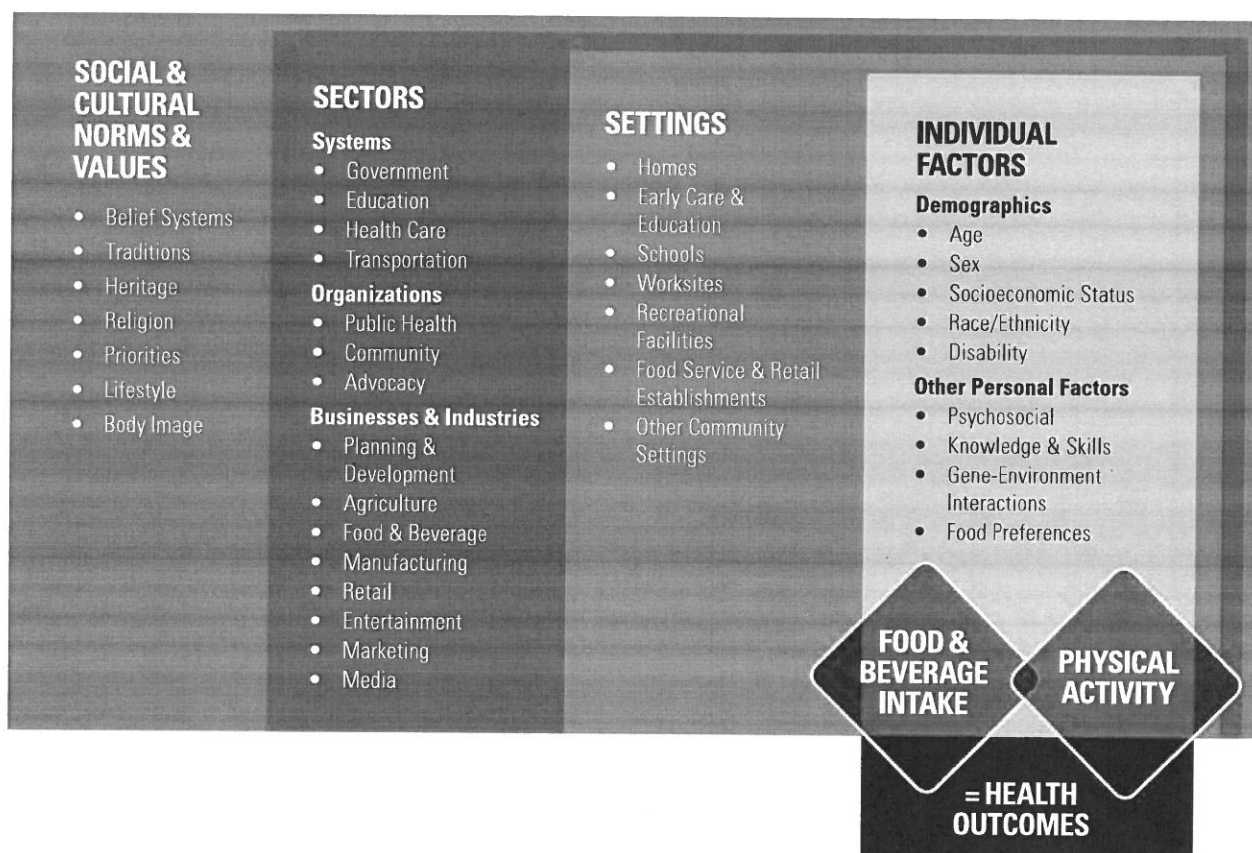 SOCIAL &
CULTURAL
NORMS &
VALUES
• Belief Systems
• Traditions
• Heritage
• Religion
• Priorities
• Lifestyle
• Body Image
SECTORS
Systems
• Government
• Education
• Health Care
• Transportation
Organizations
• Public Health
• Community
• Advocacy
Businesses & Industries
• Planning &
Development
• Agriculture
• Food & Beverage
• Manufacturing
• Retail
• Entertainment
• Marketing
• Media
SETTINGS
• Homes
• Early Care &
Education
• Schools
• Worksites
• Recreational
Facilities
• Food Service & Retail
Establishments
• Other Community
Settings
INDIVIDUAL
FACTORS
Demographics
• Age
• Sex
• Socioeconomic Status
• Race/Ethnicity
• Disability
Other Personal Factors
• Psychosocial
• Knowledge & Skills
• Gene-Environment
Interactions
• Food Preferences
FOOD &
BEVERAGE
INTAKE
PHYSICAL
ACTIVITY
= HEALTH
OUTCOMES